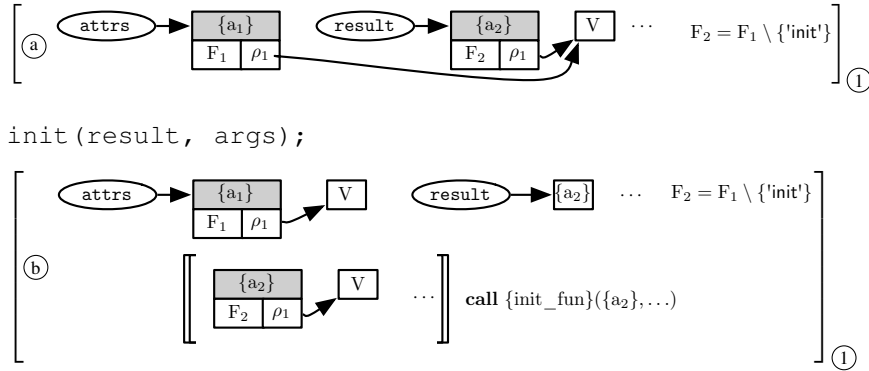 attrs {a₁} result {a₂} V ··· F₂ = F₁ \ {'init'}
ⓐ F₁ ρ₁ F₂ ρ₁ ①
init(result, args);
attrs {a₁} V result {a₂} ··· F₂ = F₁ \ {'init'}
F₁ ρ₁
ⓑ {a₂} V ··· call {init_fun}({a₂},...)
F₂ ρ₁
①